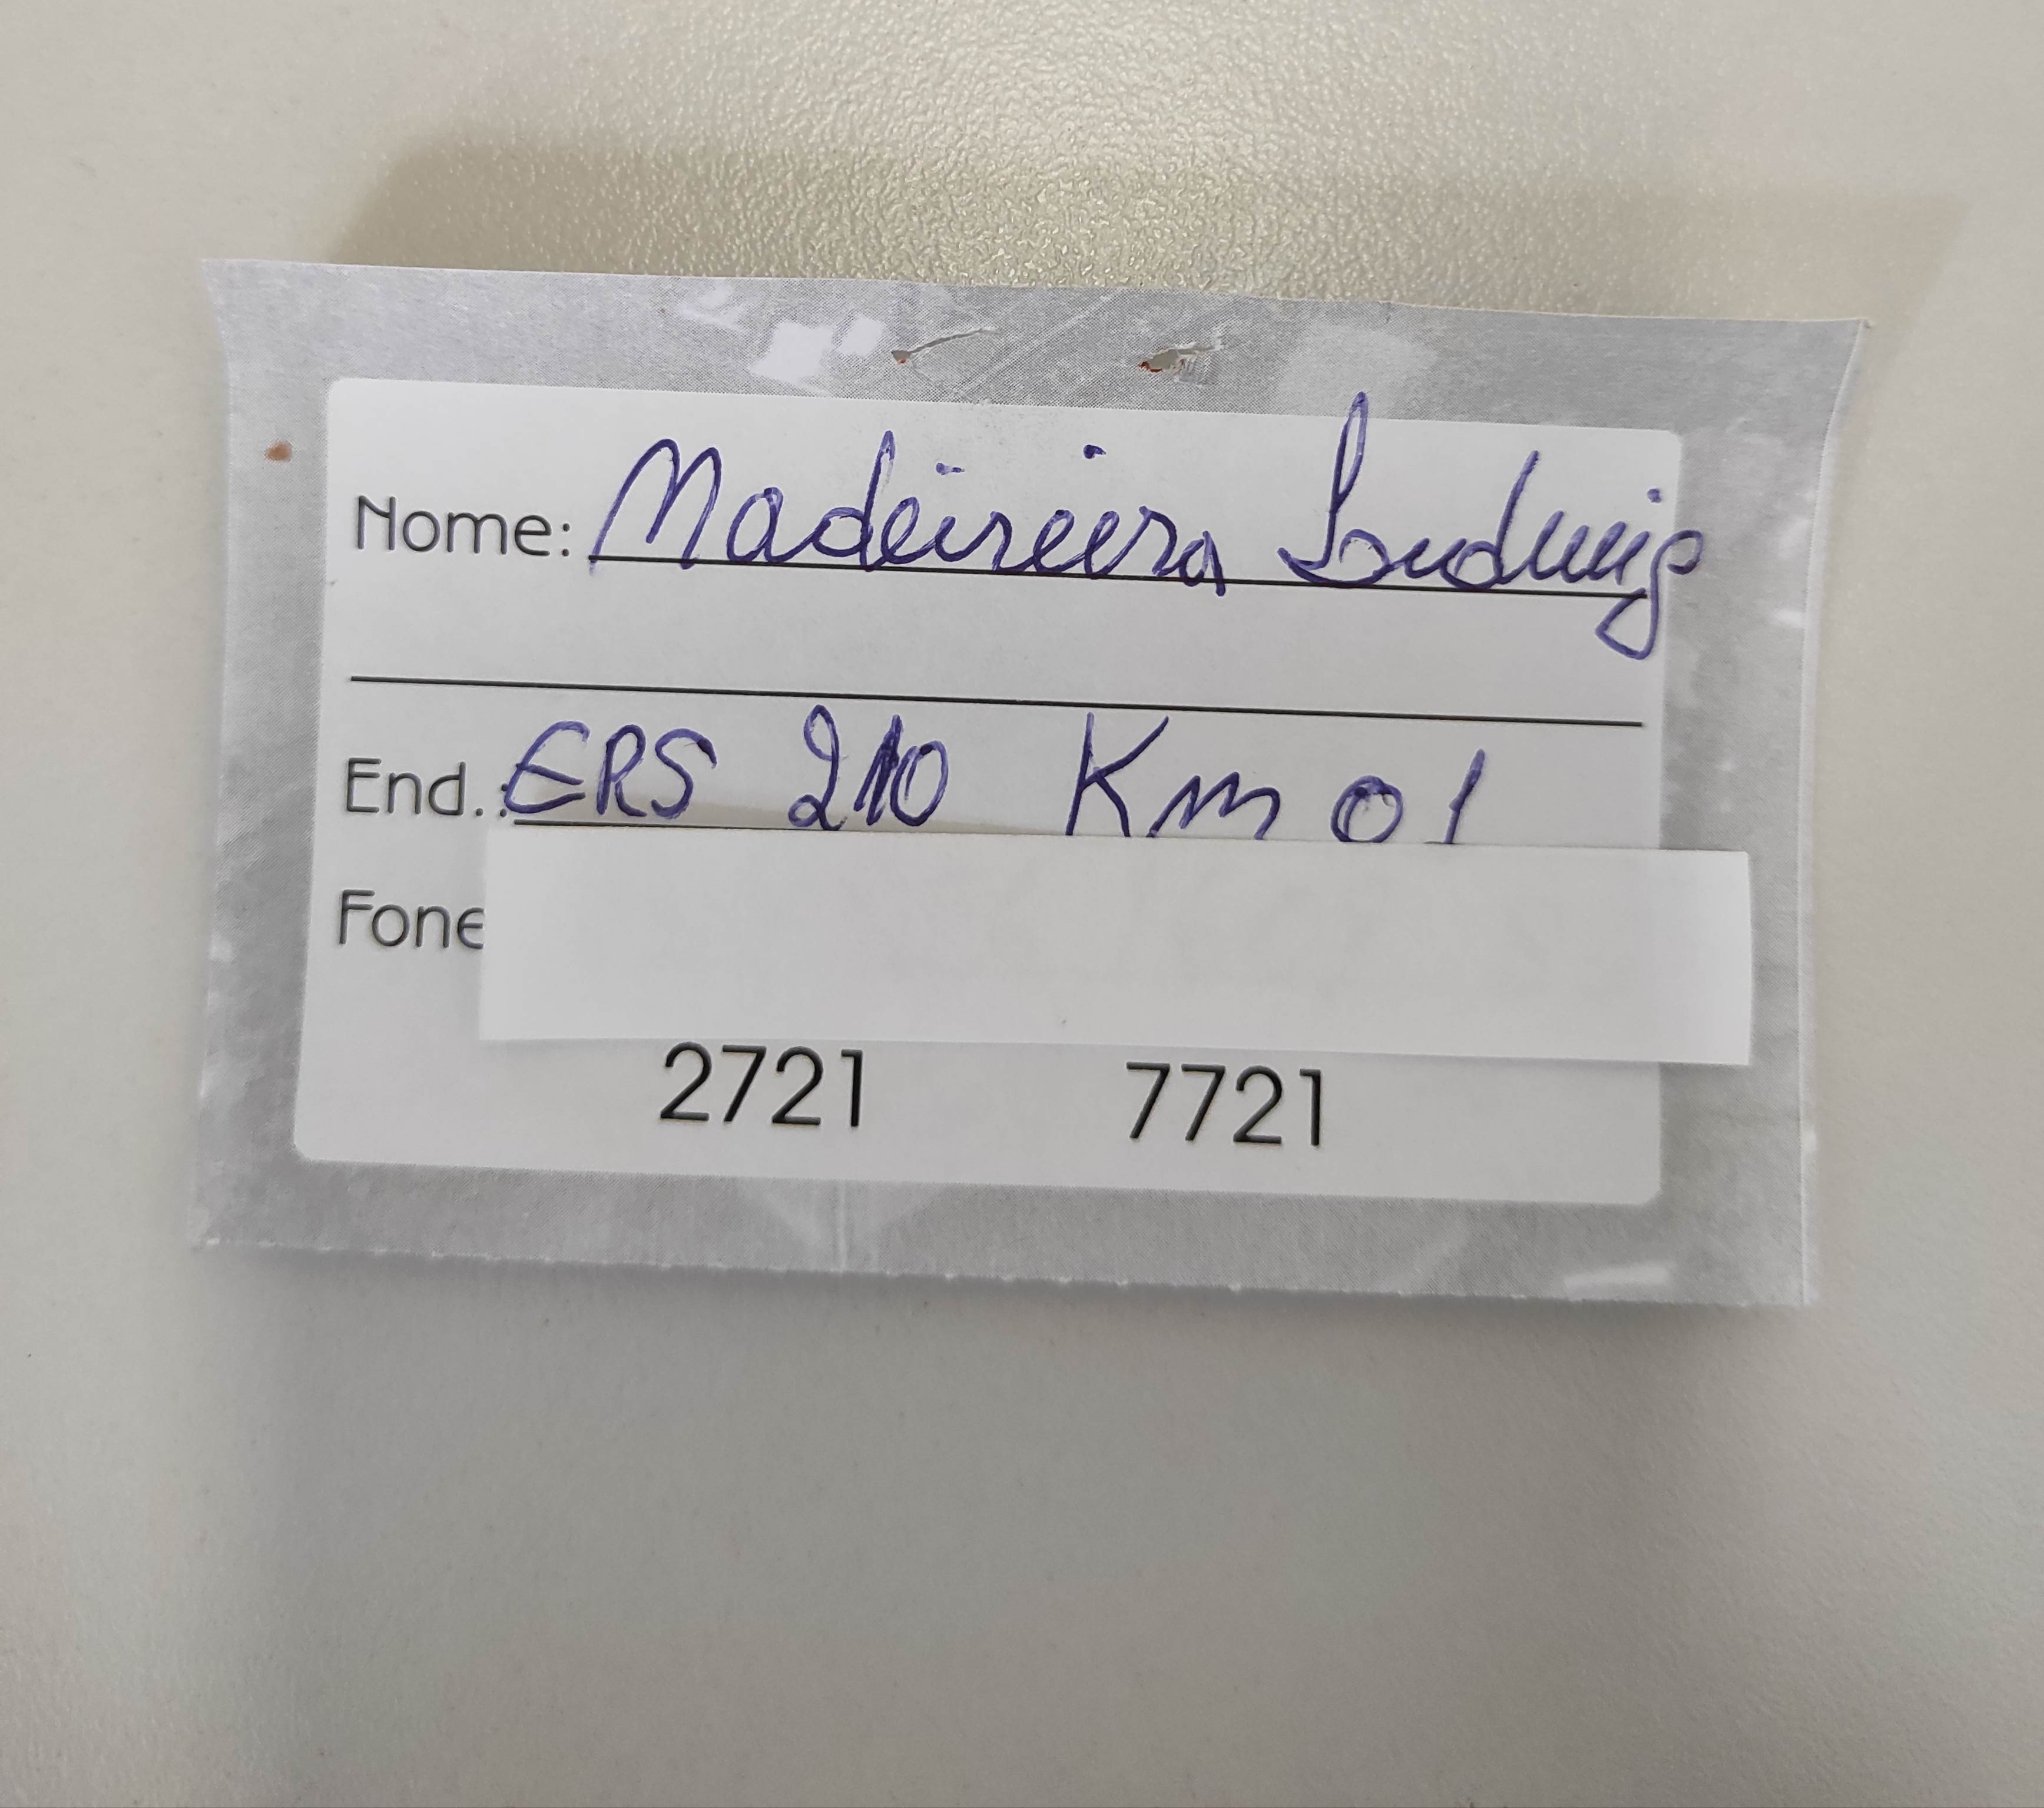 Nome: Madeireira Ludwig
End.: ERS 210 Km 01
Fone
2721 7721